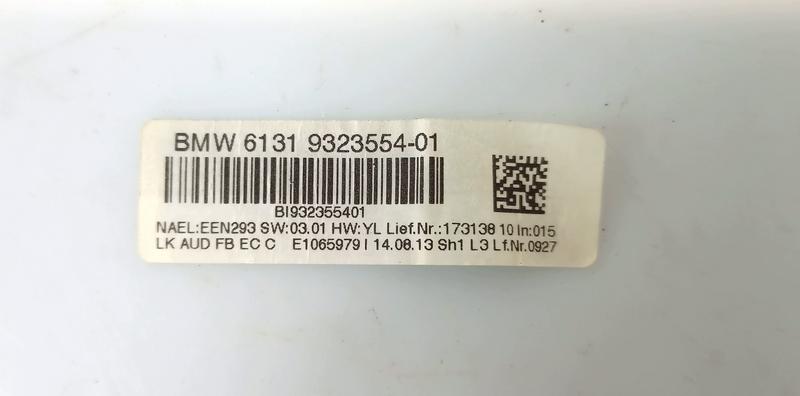 BMW 6131 9323554-01
BI932355401
NAEL:EEN293 SW:03.01 HW:YL Lief.Nr.:173138 10 In:015
LK AUD FB EC C E1065979I 14.08.13 Sh1 L3 Lf.Nr.0927